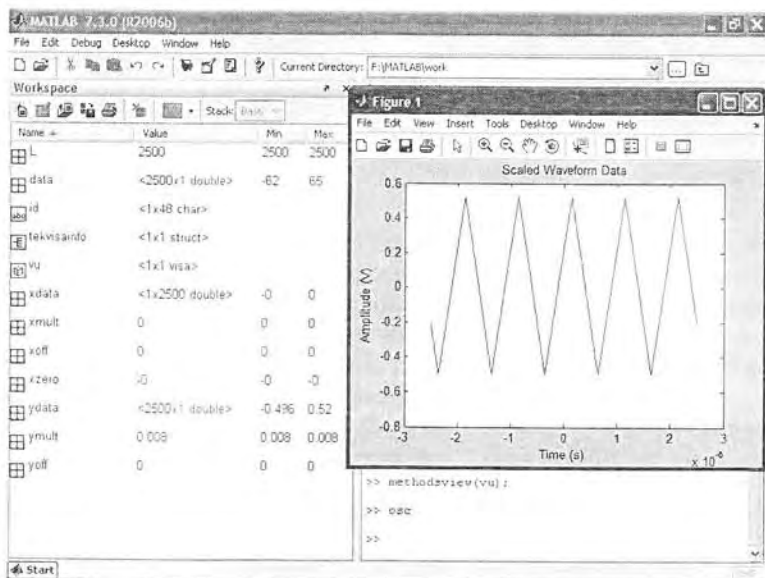 MATLAB 7.3.0 (R2006b)
File Edit Debug Desktop Window Help
Current Directory: F:\MATLAB\work
Workspace
Stack:
Name Value Min Max
L 2500 2500 2500
data <2500x1 double> -62 65
abc id <1x48 char>
tekvisainfo <1x1 struct>
vu <1x1 visa>
xdata <1x2500 double> -0 0
xmult 0 0 0
xoff 0 0 0
xzero -0 -0 -0
ydata <2500x1 double> -0.496 0.52
ymult 0.008 0.008 0.008
yoff 0 0 0
Start
Figure 1
File Edit View Insert Tools Desktop Window Help
Scaled Waveform Data
Amplitude (V)
0.6
0.4
0.2
0
-0.2
-0.4
-0.6
-0.8
-3 -2 -1 0 1 2 3
Time (s)
>> methodsview(vu);
>> osc
>>